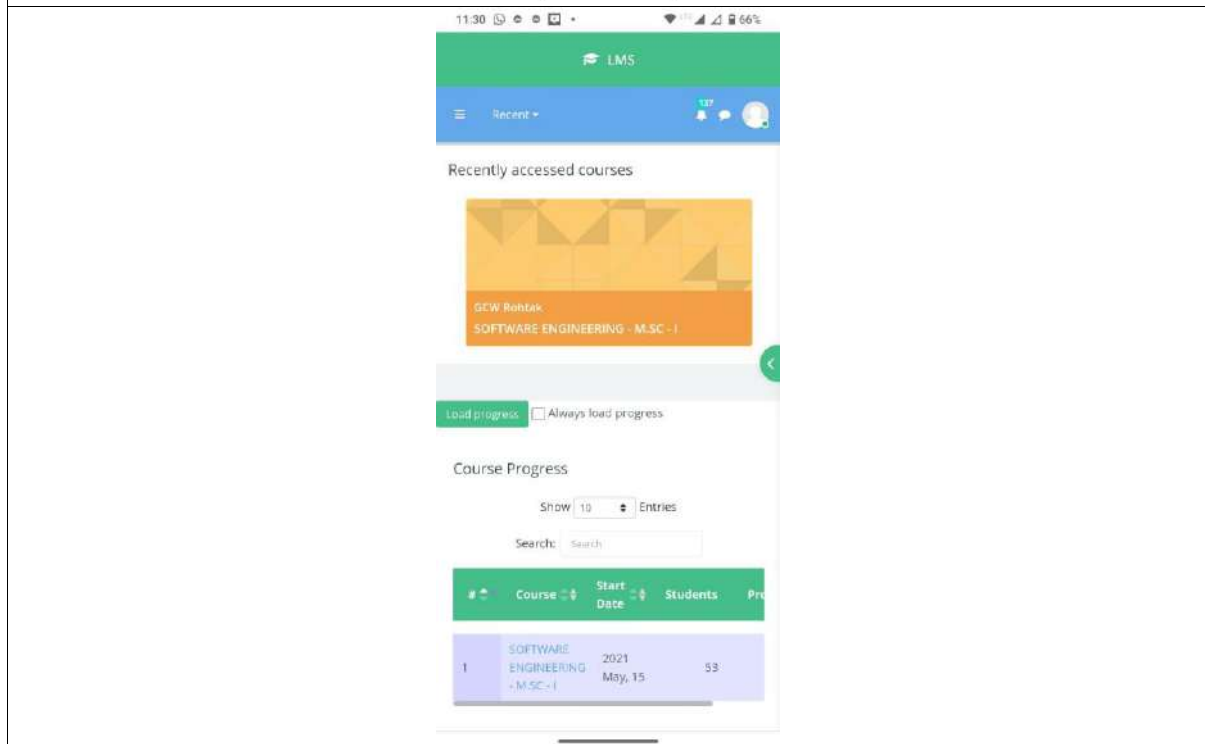 11:30 66%
LMS
Recent 137
Recently accessed courses
GCW Rohtak
SOFTWARE ENGINEERING - M.SC - I
Load progress Always load progress
Course Progress
Show 10 Entries
Search: Search
# Course Start Date Students Pro
1 SOFTWARE ENGINEERING - M.SC - I 2021 May, 15 53